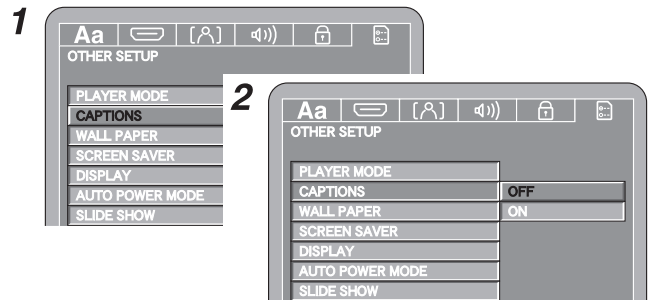 1
Aa
OTHER SETUP
PLAYER MODE
CAPTIONS
WALL PAPER
SCREEN SAVER
DISPLAY
AUTO POWER MODE
SLIDE SHOW
2
Aa
OTHER SETUP
PLAYER MODE
CAPTIONS OFF
WALL PAPER ON
SCREEN SAVER
DISPLAY
AUTO POWER MODE
SLIDE SHOW